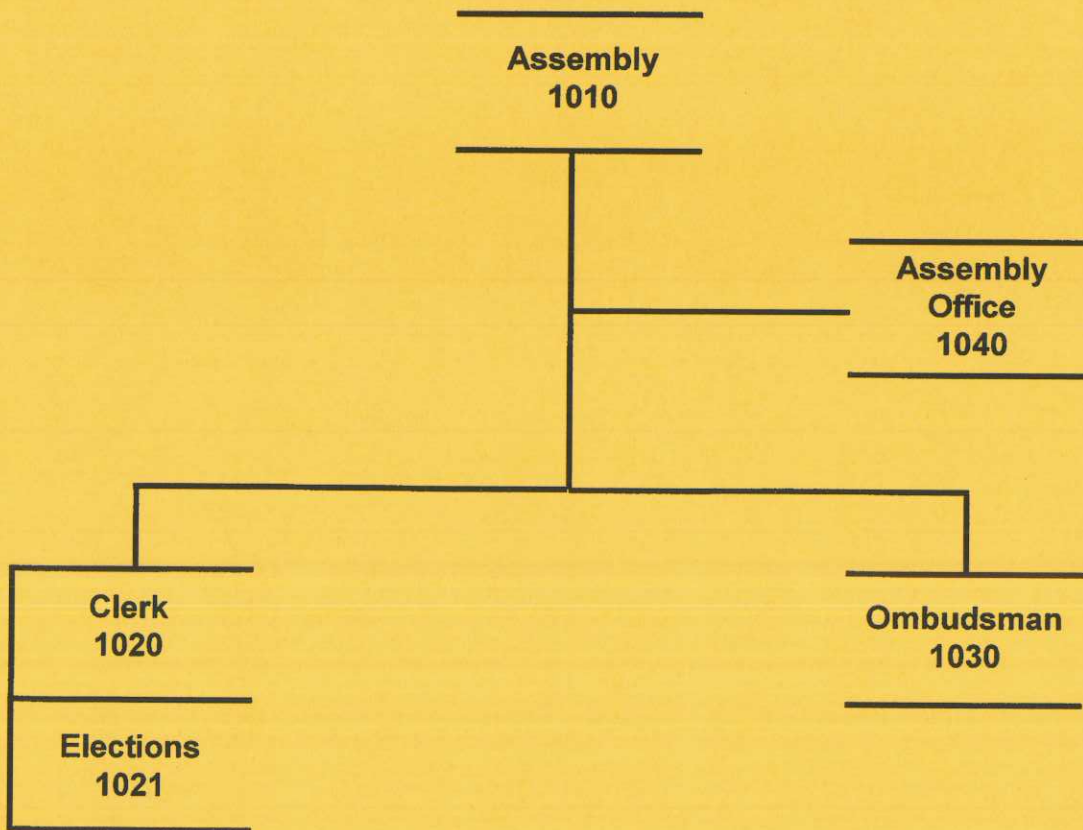 Assembly
1010
Assembly
Office
1040
Clerk
1020
Ombudsman
1030
Elections
1021